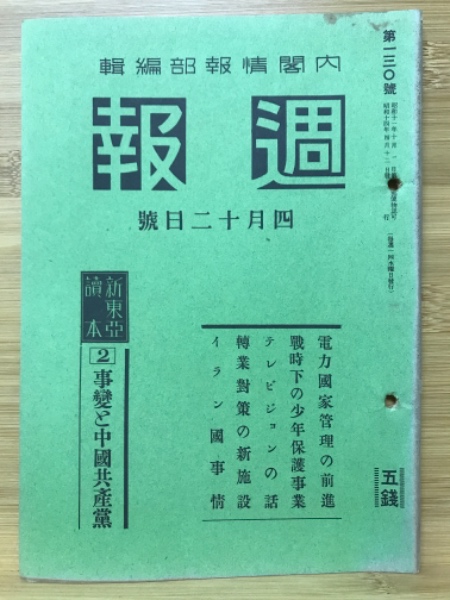 第一三〇號
內閣情報部編輯
週報
四月十二日號
電力國家管理の前進
戰時下の少年保護事業
テレビジョンの話
轉業對策の新施設
イラン國事情
新東亞讀本
2 事變と中國共產黨
五錢